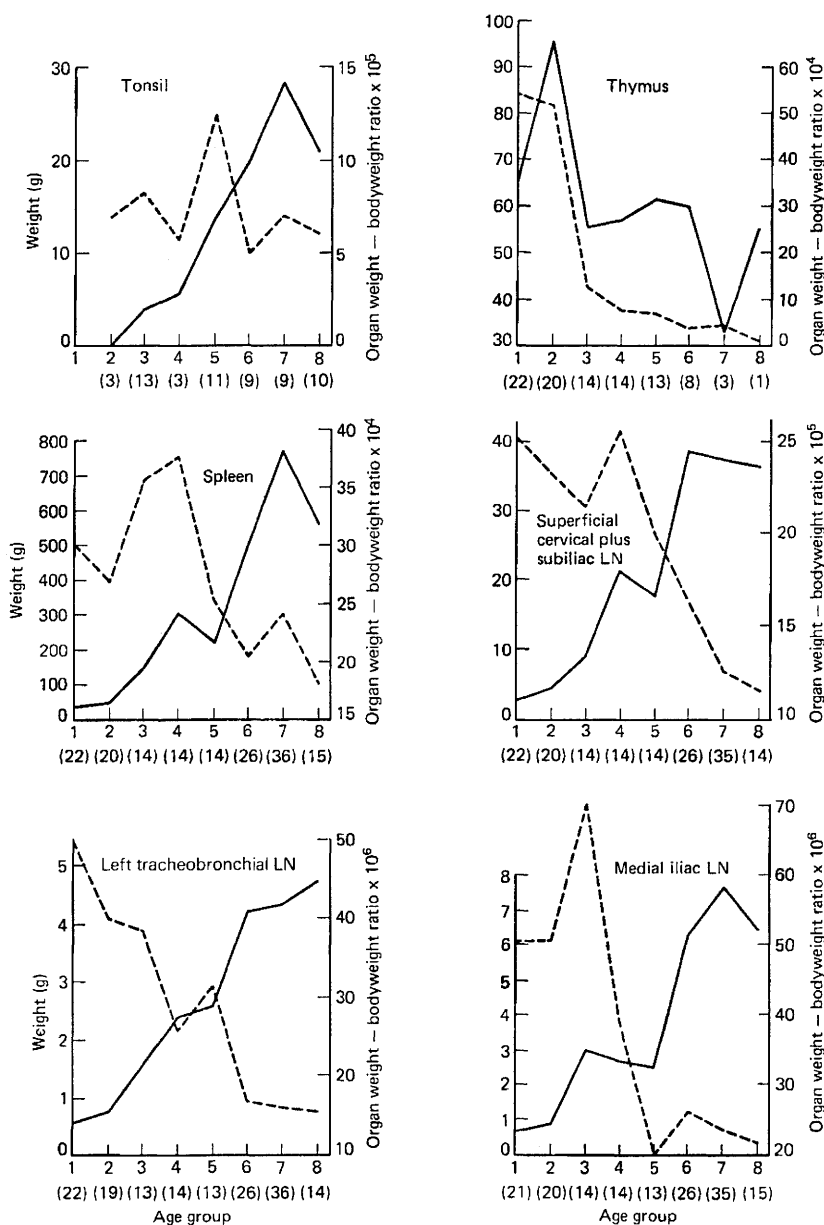 Tonsil
Weight (g)
30
20
10
0
15
10
5
0
Organ weight — bodyweight ratio x 10⁵
1 2 3 4 5 6 7 8
(3) (13) (3) (11) (9) (9) (10)
Thymus
100
90
80
70
60
50
40
30
60
50
40
30
20
10
0
Organ weight — bodyweight ratio x 10⁴
1 2 3 4 5 6 7 8
(22) (20) (14) (14) (13) (8) (3) (1)
Spleen
Weight (g)
800
700
600
500
400
300
200
100
0
40
35
30
25
20
15
Organ weight — bodyweight ratio x 10⁴
1 2 3 4 5 6 7 8
(22) (20) (14) (14) (14) (26) (36) (15)
Superficial
cervical plus
subiliac LN
40
30
20
10
0
25
20
15
10
Organ weight — bodyweight ratio x 10⁵
1 2 3 4 5 6 7 8
(22) (20) (14) (14) (14) (26) (35) (14)
Left tracheobronchial LN
Weight (g)
5
4
3
2
1
0
50
40
30
20
10
Organ weight — bodyweight ratio x 10⁶
1 2 3 4 5 6 7 8
(22) (19) (13) (14) (13) (26) (36) (14)
Age group
Medial iliac LN
8
7
6
5
4
3
2
1
0
70
60
50
40
30
20
Organ weight — bodyweight ratio x 10⁶
1 2 3 4 5 6 7 8
(21) (20) (14) (14) (13) (26) (35) (15)
Age group